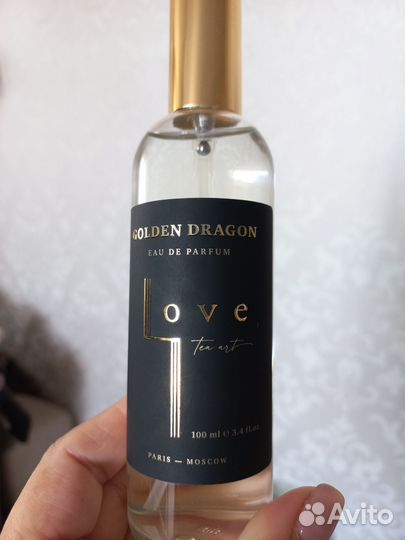 GOLDEN DRAGON
EAU DE PARFUM
Love
tea art
100 ml ℮ 3.4 fl.oz.
PARIS — MOSCOW
Avito